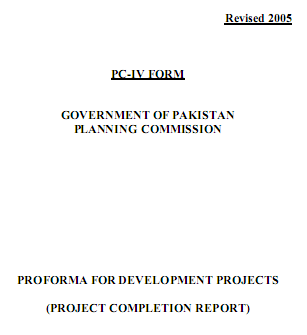 Revised 2005
PC-IV FORM
GOVERNMENT OF PAKISTAN
PLANNING COMMISSION
PROFORMA FOR DEVELOPMENT PROJECTS
(PROJECT COMPLETION REPORT)